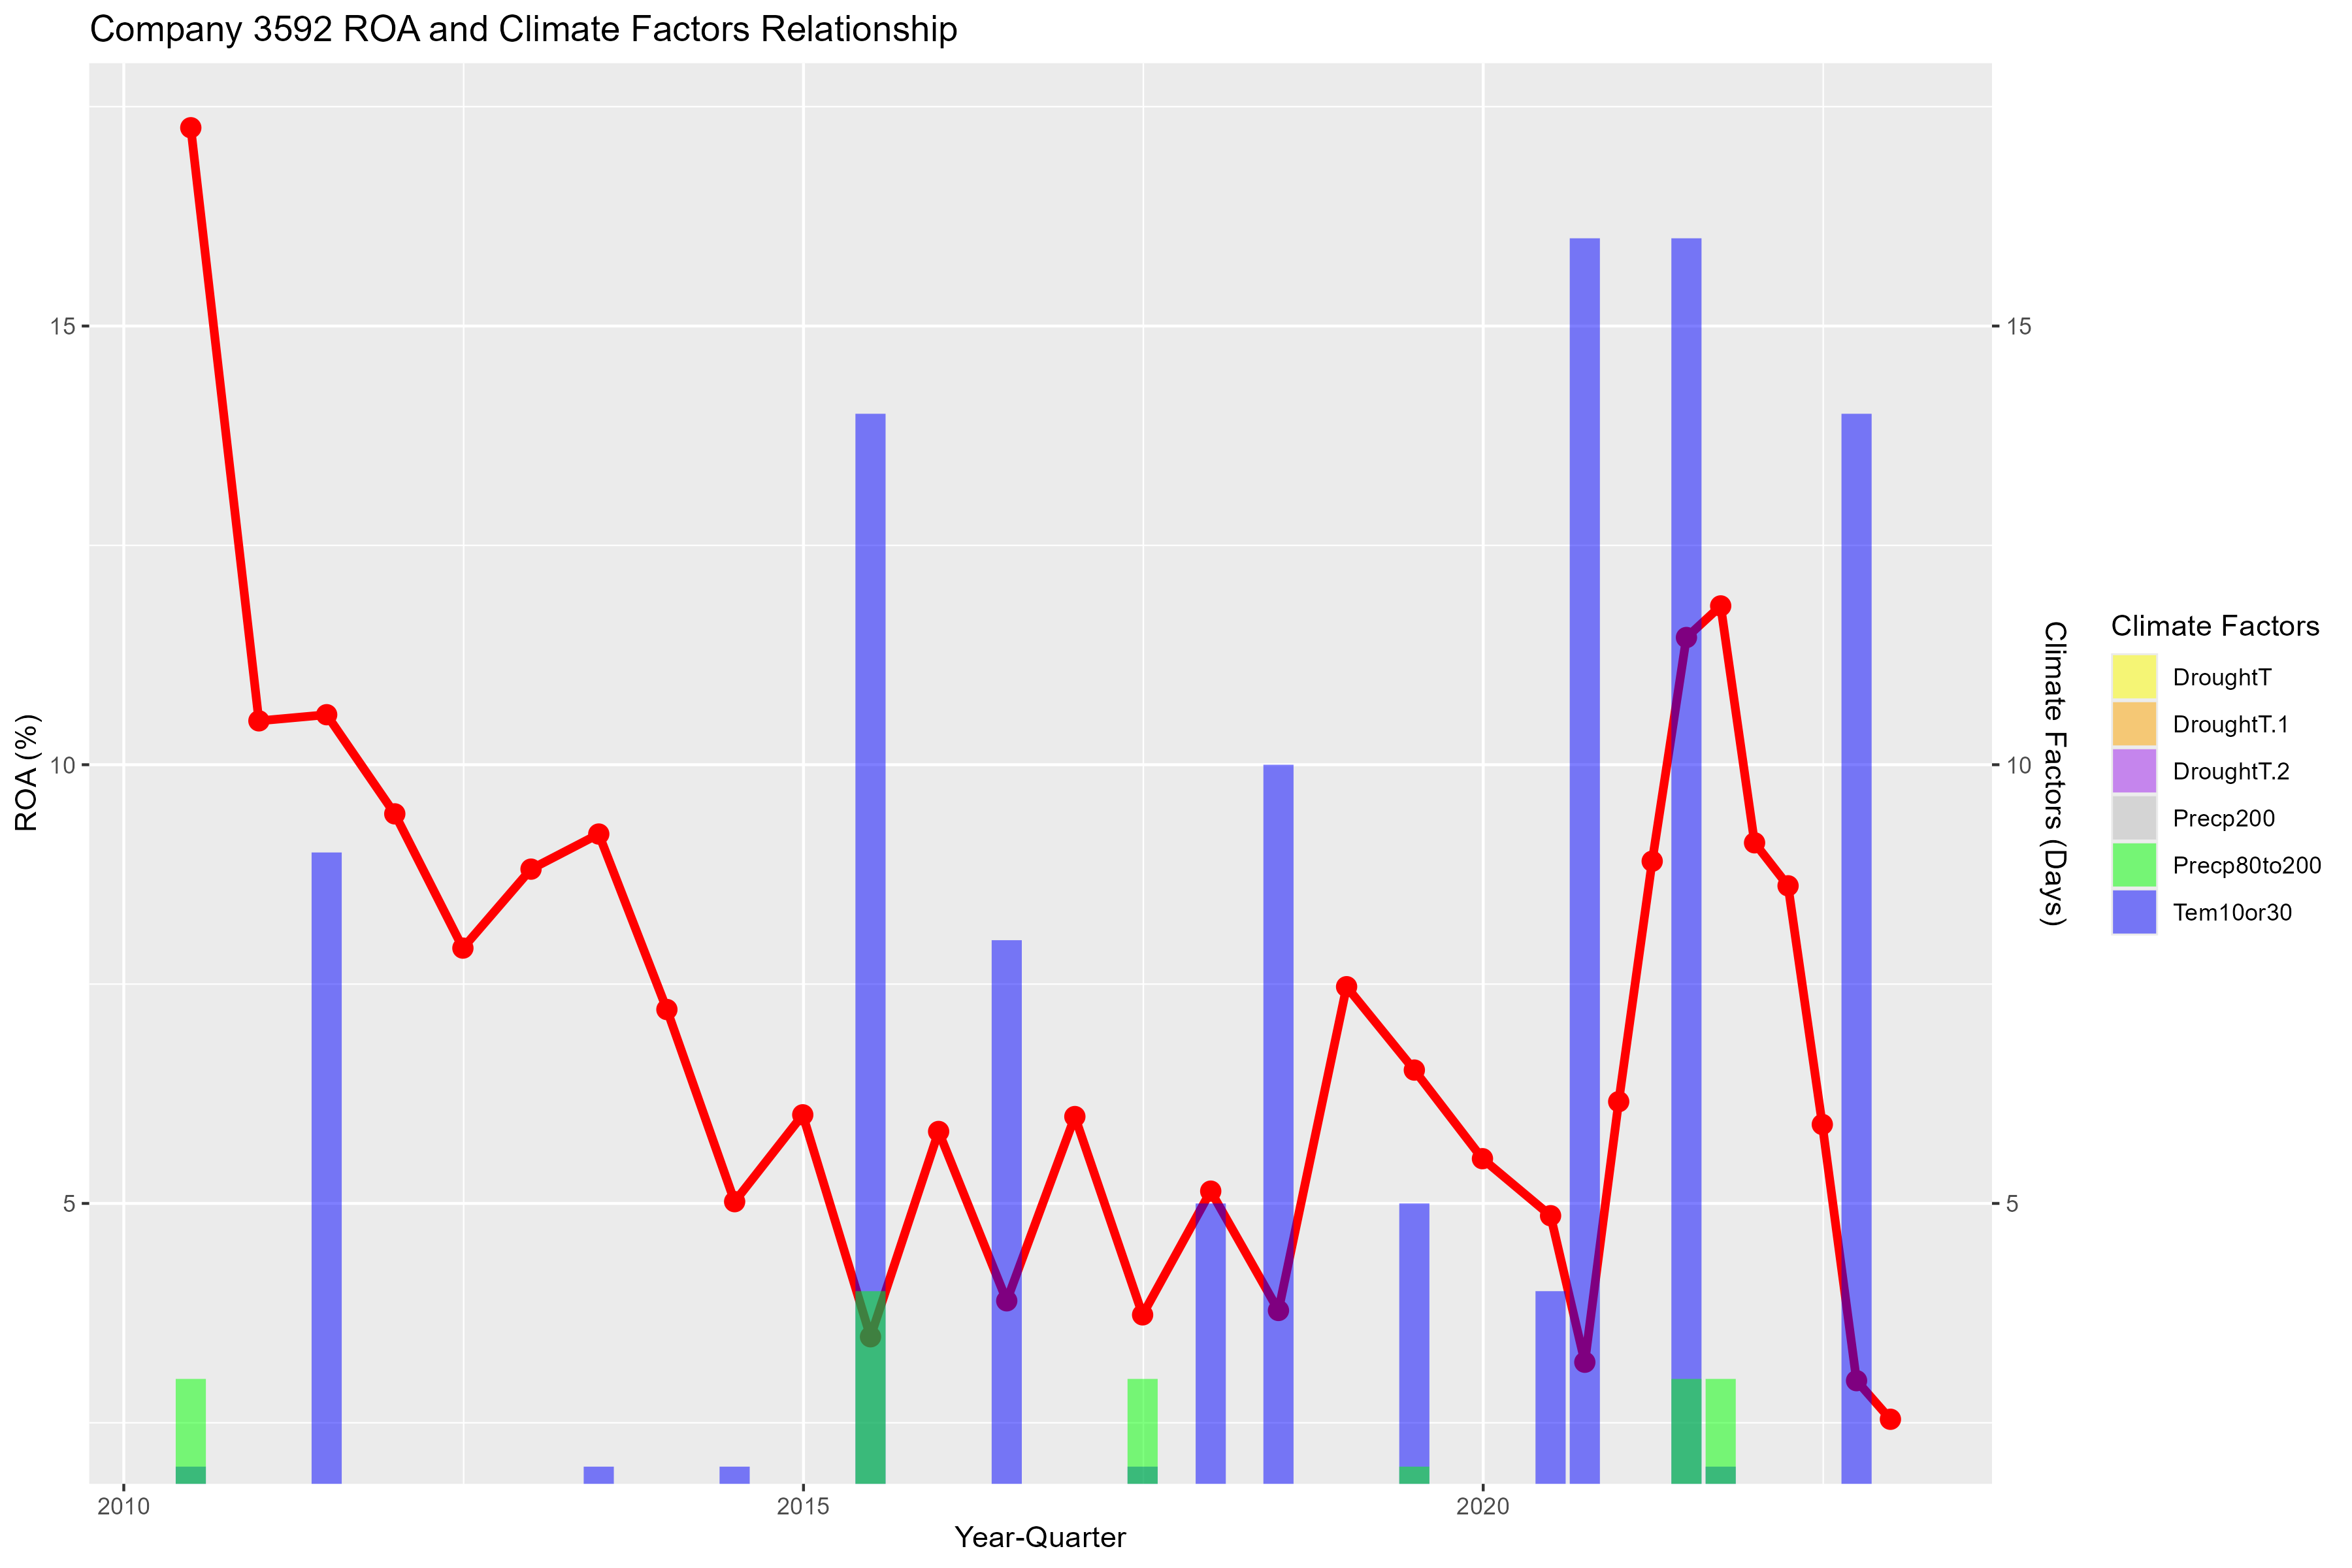 Company 3592 ROA and Climate Factors Relationship
ROA (%)
15
10
5
15
10
5
Climate Factors (Days)
2010
2015
2020
Year-Quarter
Climate Factors
DroughtT
DroughtT.1
DroughtT.2
Precp200
Precp80to200
Tem10or30